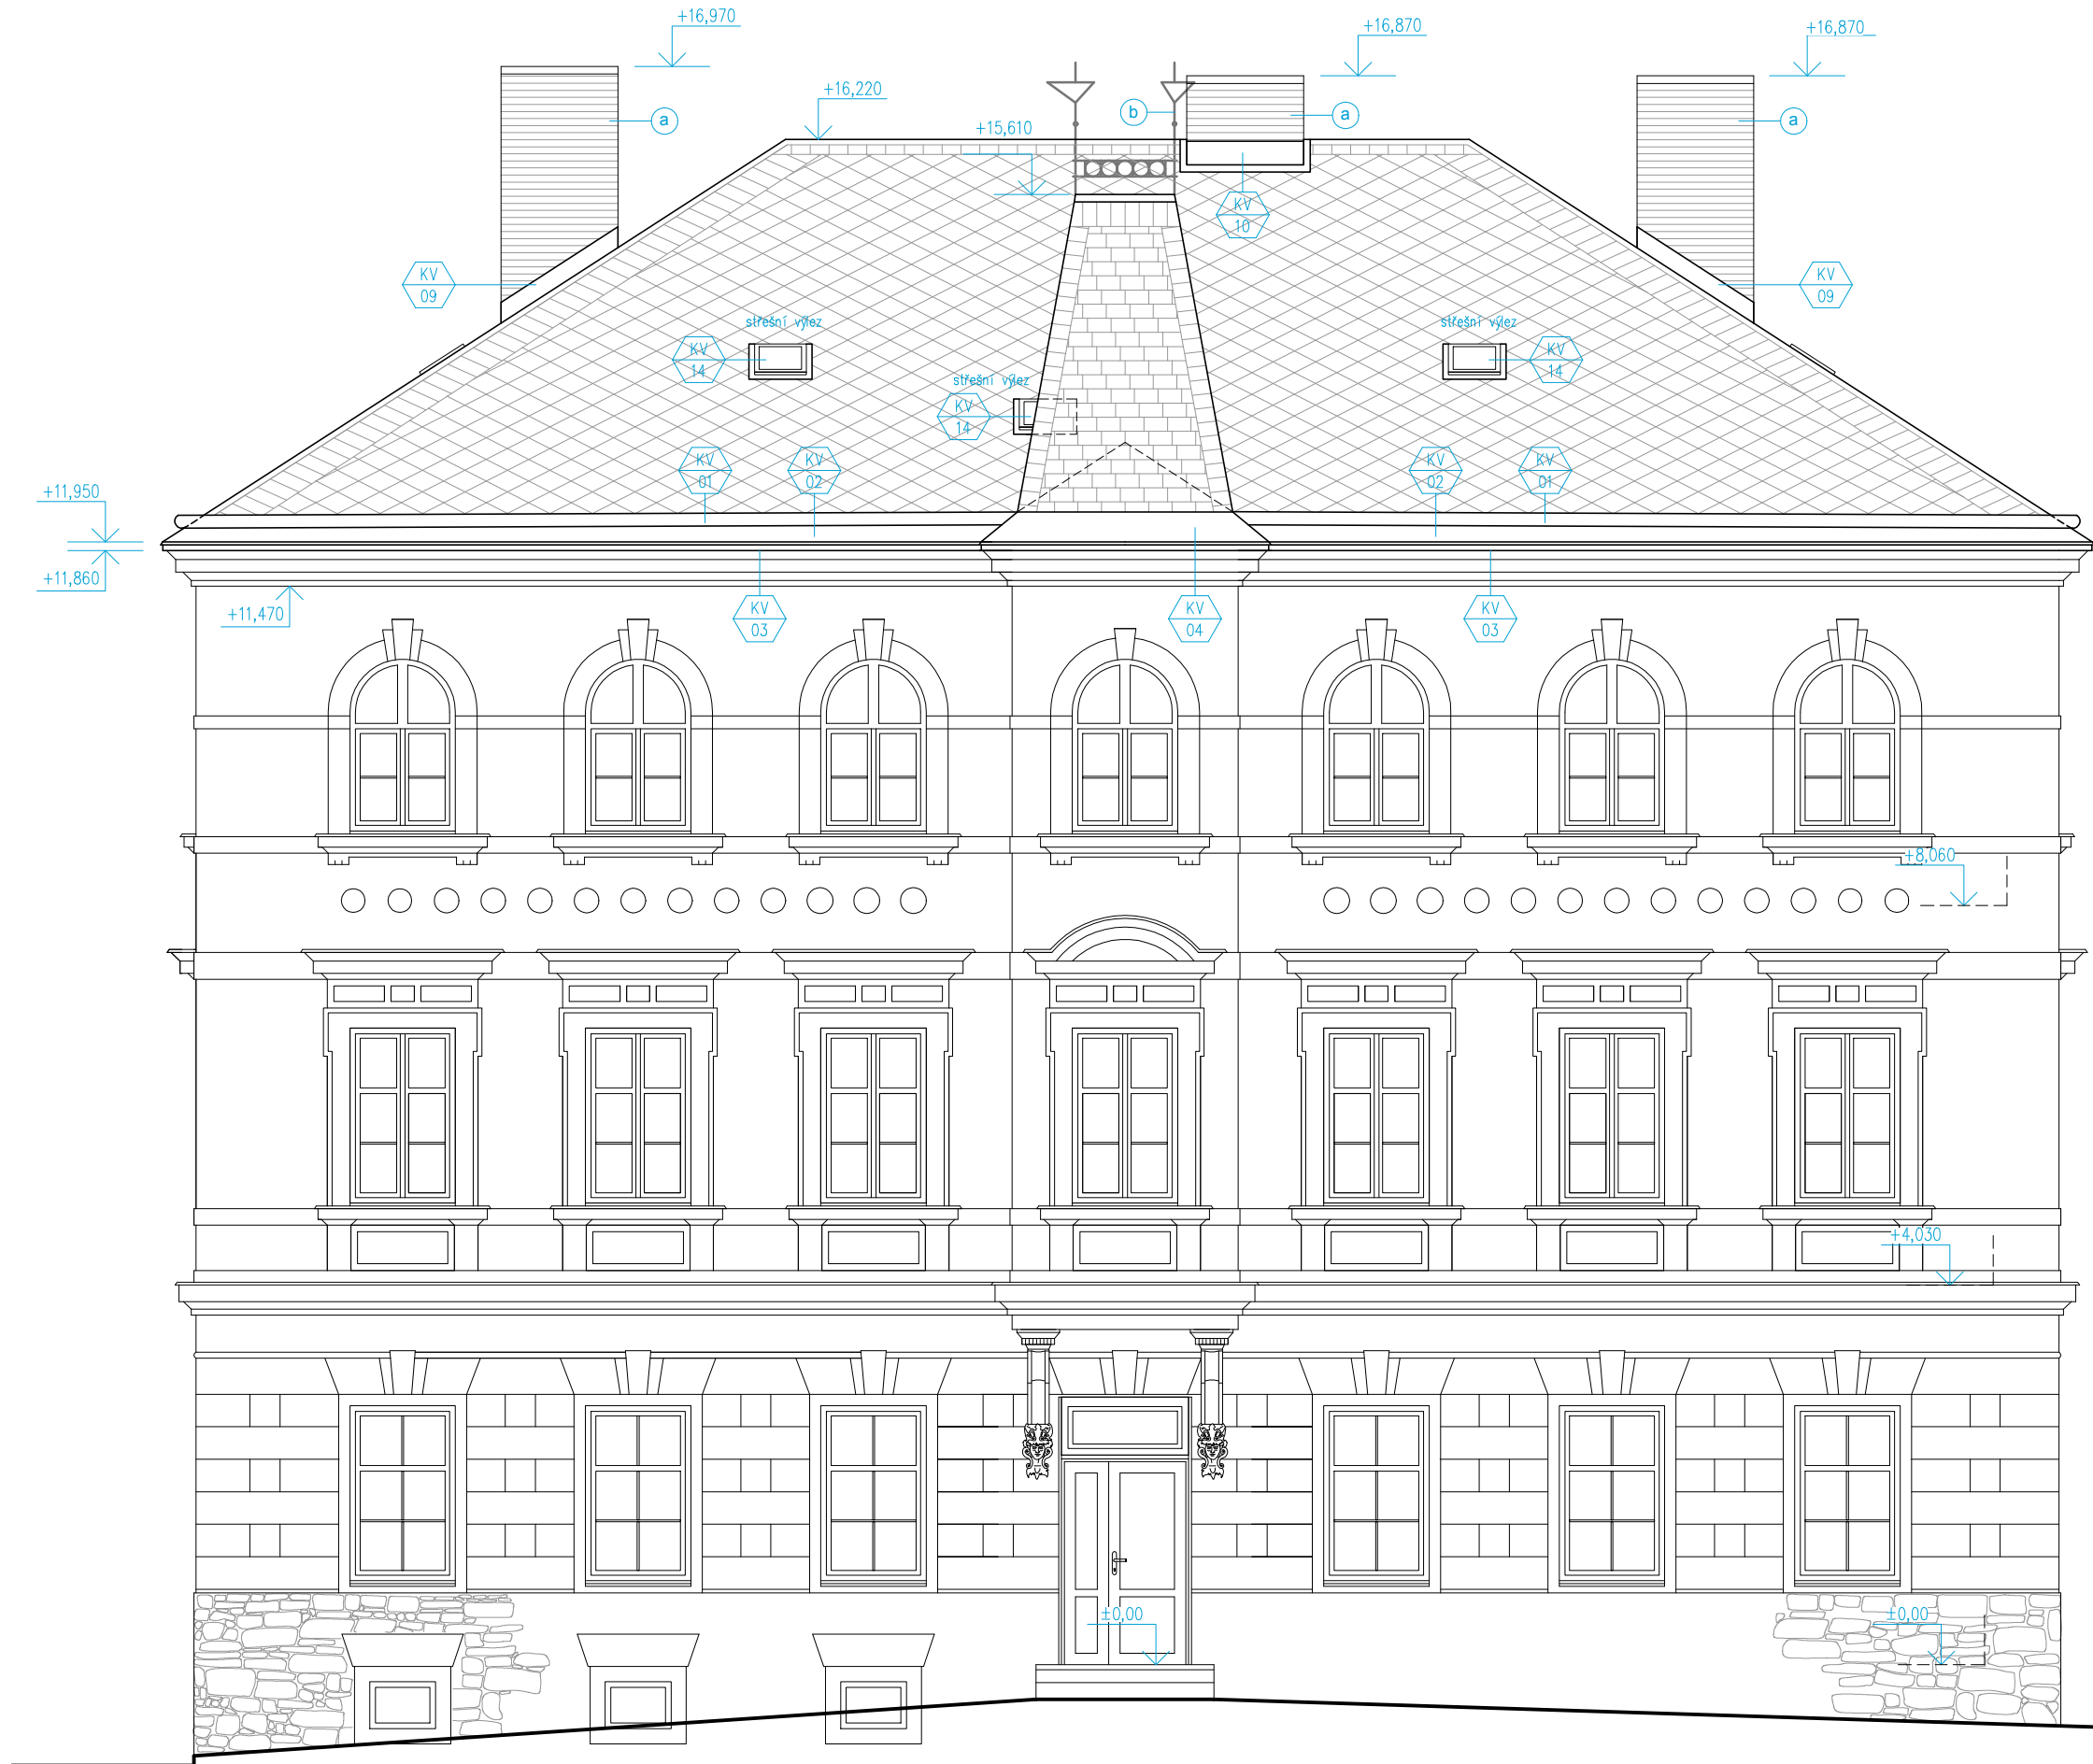 +16,970
+16,870
+16,870
+16,220
a
b
a
a
+15,610
KV
10
KV
09
KV
09
střešní výlez
střešní výlez
KV
14
KV
14
střešní výlez
KV
14
KV
01
KV
02
KV
02
KV
01
+11,950
+11,860
+11,470
KV
03
KV
04
KV
03
+8,060
+4,030
±0,00
±0,00